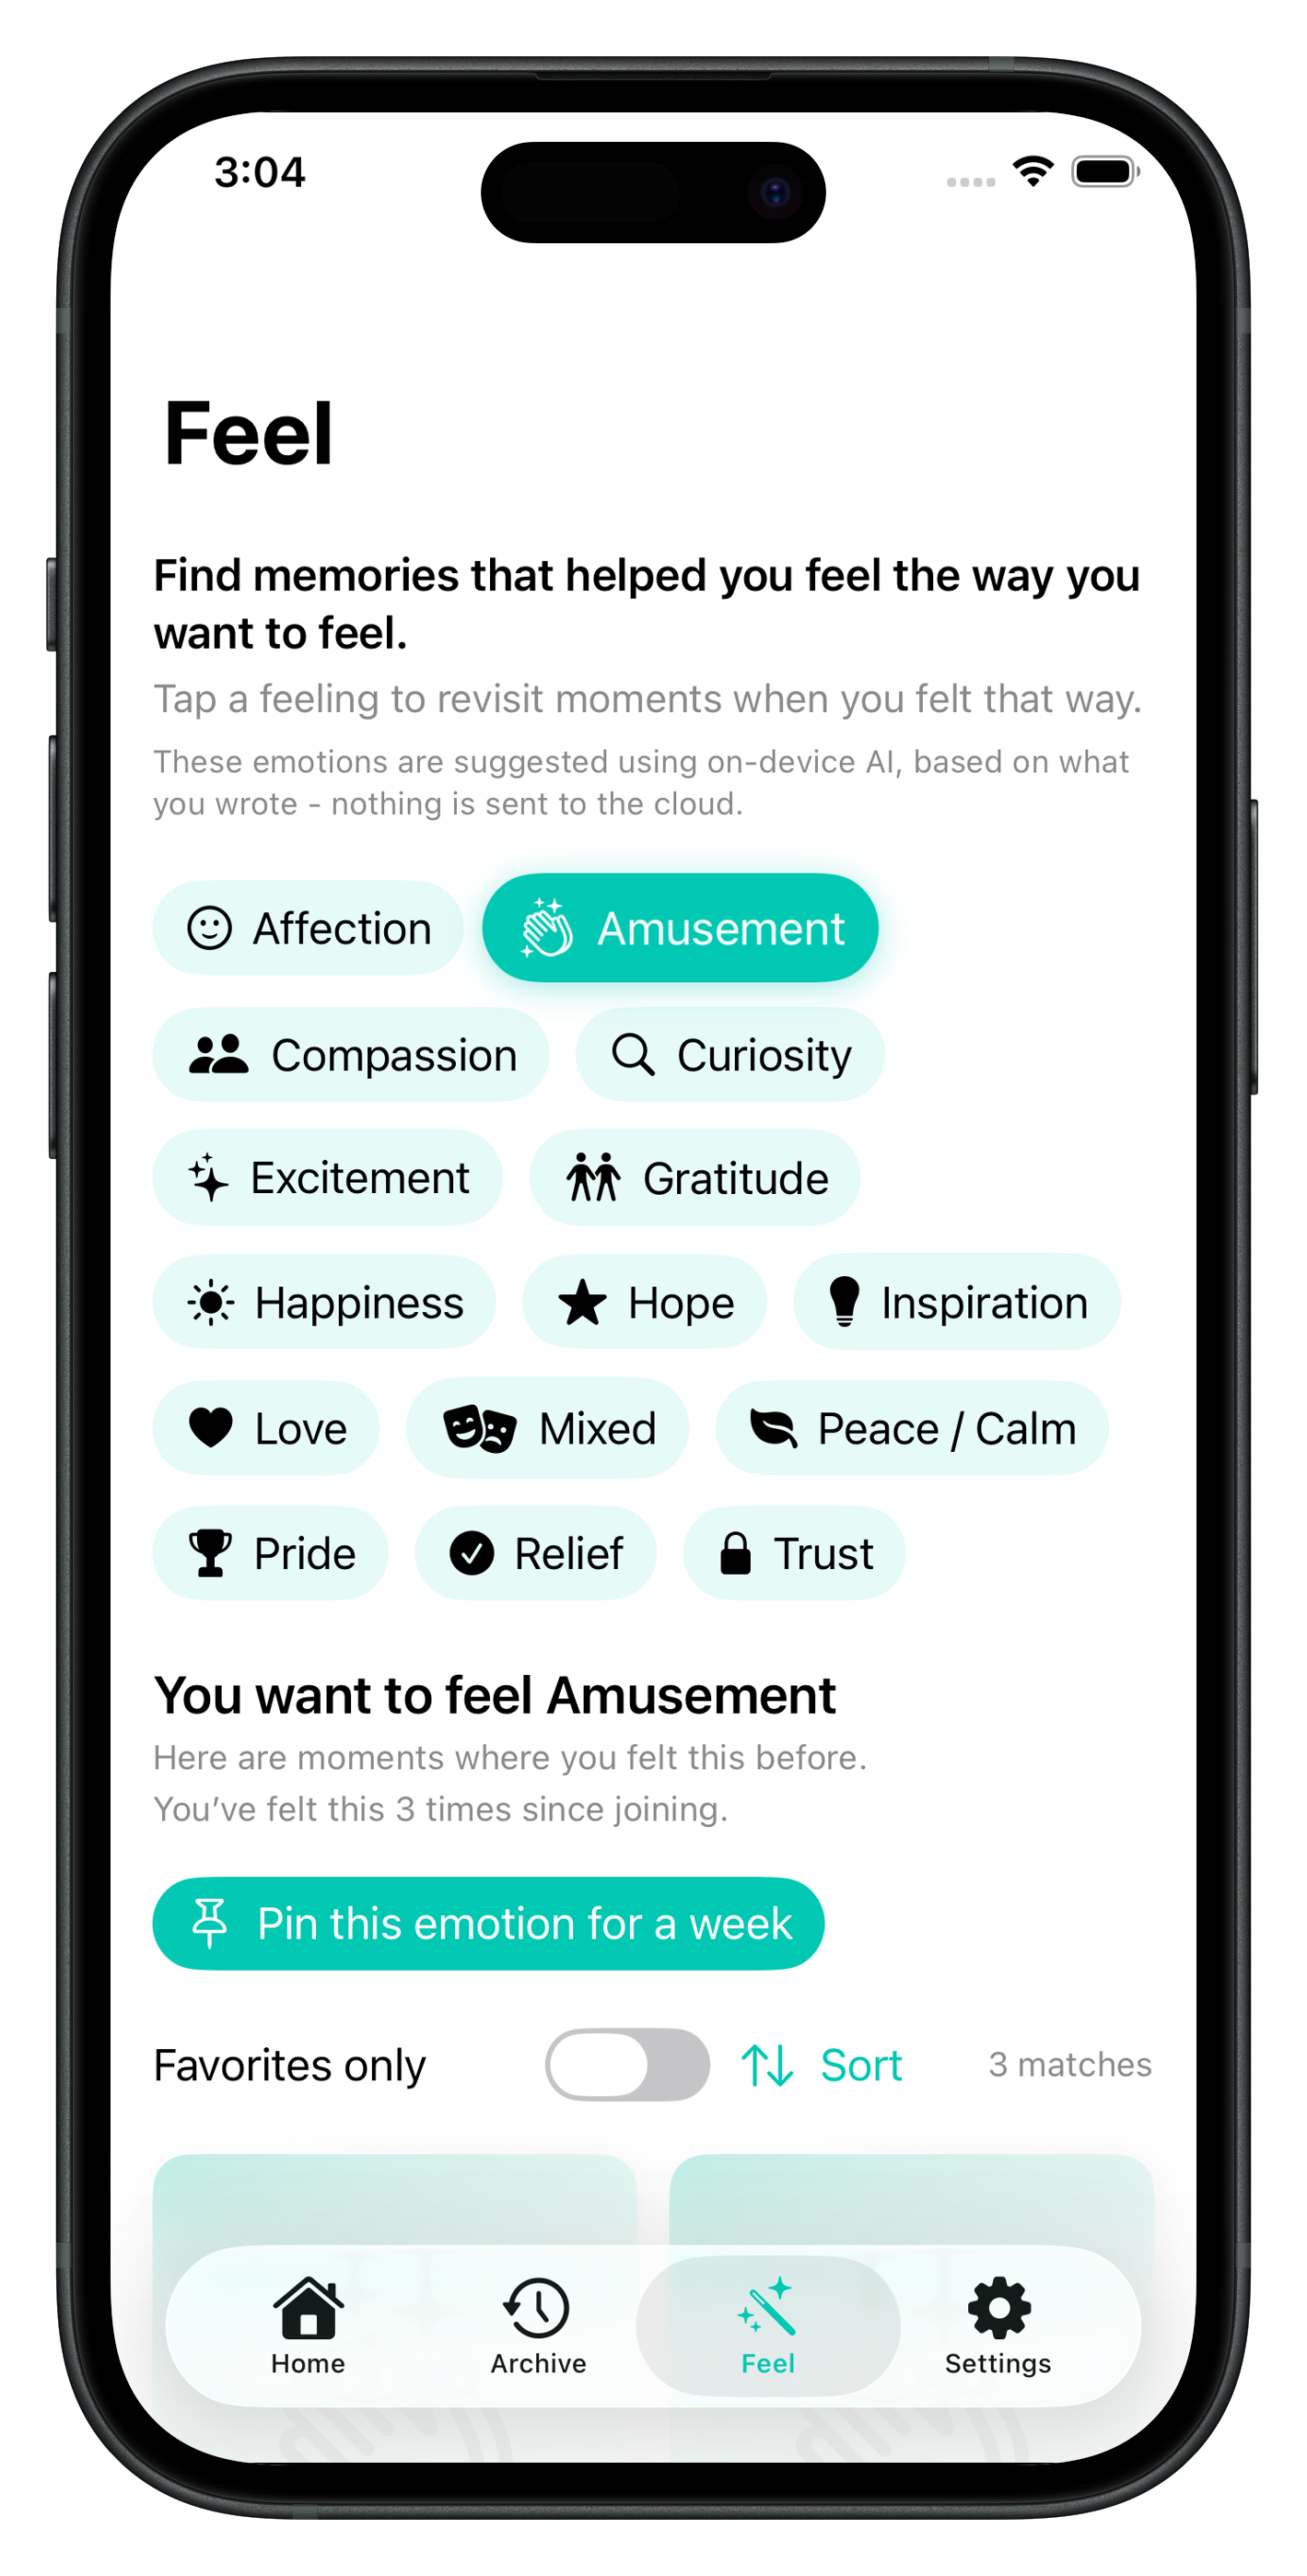 3:04
Feel
Find memories that helped you feel the way you
want to feel.
Tap a feeling to revisit moments when you felt that way.
These emotions are suggested using on-device AI, based on what
you wrote - nothing is sent to the cloud.
Affection Amusement
Compassion Curiosity
Excitement Gratitude
Happiness Hope Inspiration
Love Mixed Peace / Calm
Pride Relief Trust
You want to feel Amusement
Here are moments where you felt this before.
You’ve felt this 3 times since joining.
Pin this emotion for a week
Favorites only Sort 3 matches
Home Archive Feel Settings